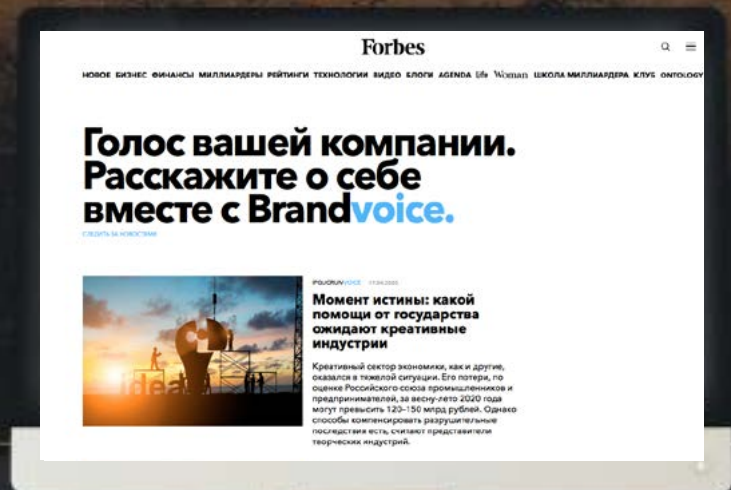 Forbes
НОВОЕ БИЗНЕС ФИНАНСЫ МИЛЛИАРДЕРЫ РЕЙТИНГИ ТЕХНОЛОГИИ ВИДЕО БЛОГИ AGENDA life Woman ШКОЛА МИЛЛИАРДЕРА КЛУБ ONTOLOGY
Голос вашей компании.
Расскажите о себе
вместе с Brandvoice.
СЛЕДИТЬ ЗА НОВОСТЯМИ
Момент истины: какой
помощи от государства
ожидают креативные
индустрии
idea
Креативный сектор экономики, как и другие,
оказался в тяжелой ситуации. Его потери, по
оценке Российского союза промышленников и
предпринимателей, за весну-лето 2020 года
могут превысить 120–150 млрд рублей. Однако
способы компенсировать разрушительные
последствия есть, считают представители
творческих индустрий.